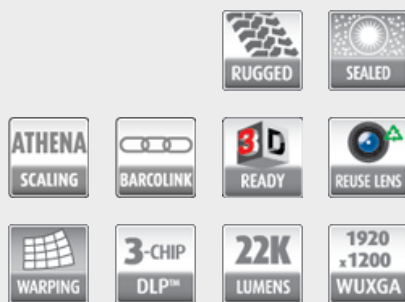 RUGGED
SEALED
ATHENA
SCALING
BARCOLINK
3D
READY
REUSE LENS
WARPING
3-CHIP
DLP™
22K
LUMENS
1920
x1200
WUXGA